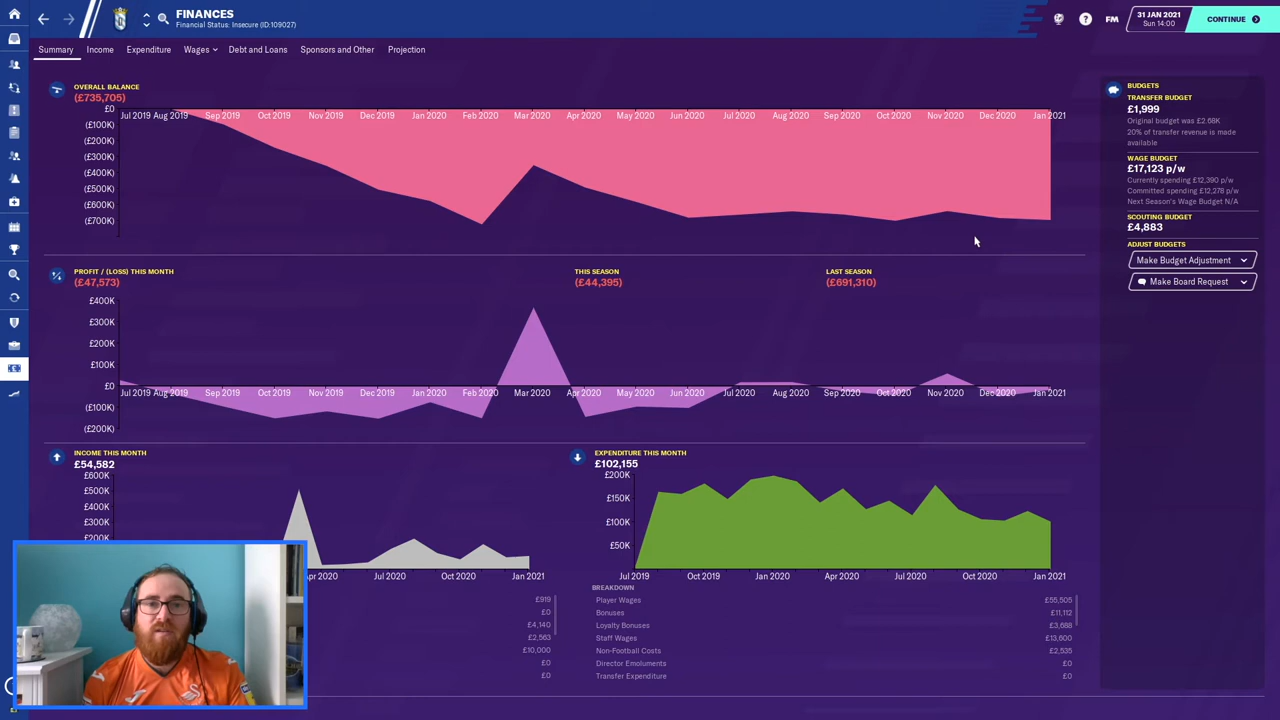 FINANCES
Financial Status: Insecure (ID:109027)
FM
31 JAN 2021
Sun 14:00
CONTINUE
Summary
Income
Expenditure
Wages
Debt and Loans
Sponsors and Other
Projection
OVERALL BALANCE
(£735,705)
£0
(£100K)
(£200K)
(£300K)
(£400K)
(£500K)
(£600K)
(£700K)
Jul 2019 Aug 2019 Sep 2019 Oct 2019 Nov 2019 Dec 2019 Jan 2020 Feb 2020 Mar 2020 Apr 2020 May 2020 Jun 2020 Jul 2020 Aug 2020 Sep 2020 Oct 2020 Nov 2020 Dec 2020 Jan 2021
PROFIT / (LOSS) THIS MONTH
(£47,573)
THIS SEASON
(£44,395)
LAST SEASON
(£691,310)
£400K
£300K
£200K
£100K
£0
(£100K)
(£200K)
Jul 2019 Aug 2019 Sep 2019 Oct 2019 Nov 2019 Dec 2019 Jan 2020 Feb 2020 Mar 2020 Apr 2020 May 2020 Jun 2020 Jul 2020 Aug 2020 Sep 2020 Oct 2020 Nov 2020 Dec 2020 Jan 2021
INCOME THIS MONTH
£54,582
£600K
£500K
£400K
£300K
£200K
pr 2020 Jul 2020 Oct 2020 Jan 2021
£919
£0
£4,140
£2,563
£10,000
£0
£0
EXPENDITURE THIS MONTH
£102,155
£200K
£150K
£100K
£50K
Jul 2019 Oct 2019 Jan 2020 Apr 2020 Jul 2020 Oct 2020 Jan 2021
BREAKDOWN
Player Wages £55,505
Bonuses £11,112
Loyalty Bonuses £3,688
Staff Wages £13,600
Non-Football Costs £2,535
Director Emoluments £0
Transfer Expenditure £0
BUDGETS
TRANSFER BUDGET
£1,999
Original budget was £2.68K
20% of transfer revenue is made
available
WAGE BUDGET
£17,123 p/w
Currently spending £12,390 p/w
Committed spending £12,278 p/w
Next Season's Wage Budget N/A
SCOUTING BUDGET
£4,883
ADJUST BUDGETS
Make Budget Adjustment
Make Board Request